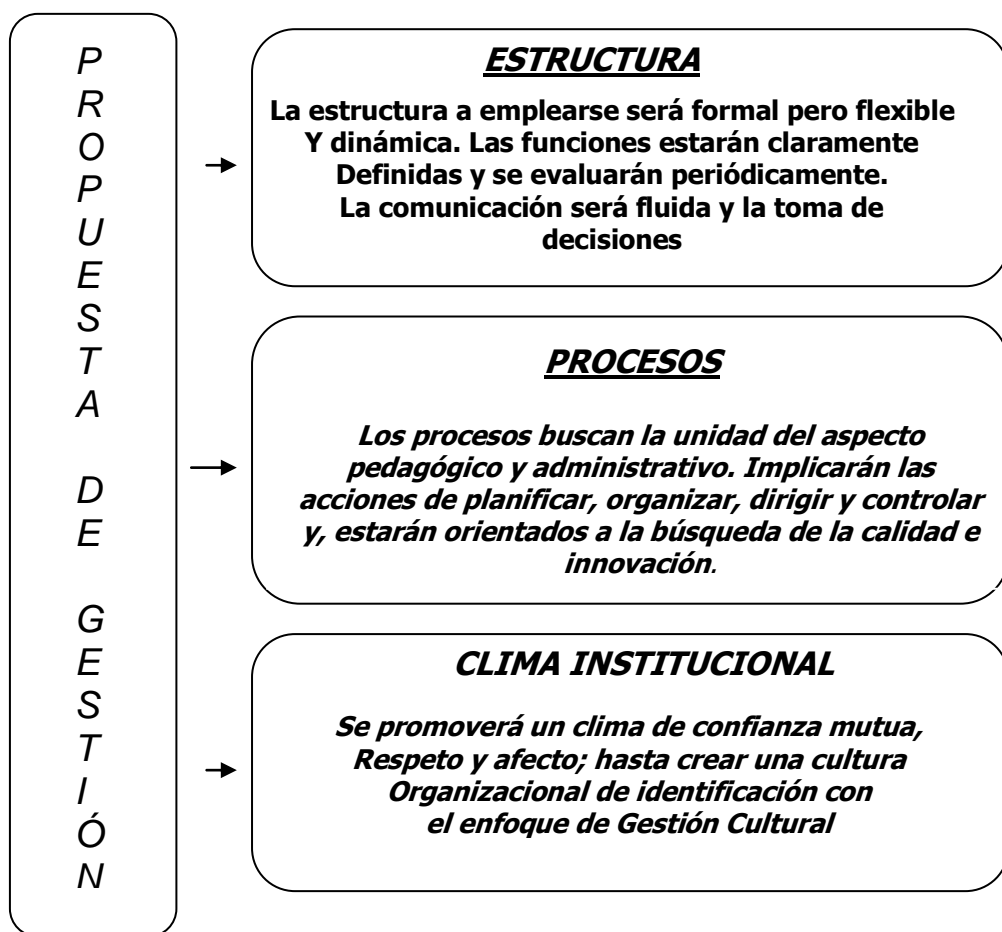 PROPUESTA DE GESTIÓN
ESTRUCTURA
La estructura a emplearse será formal pero flexible
Y dinámica. Las funciones estarán claramente
Definidas y se evaluarán periódicamente.
La comunicación será fluida y la toma de
decisiones
PROCESOS
Los procesos buscan la unidad del aspecto
pedagógico y administrativo. Implicarán las
acciones de planificar, organizar, dirigir y controlar
y, estarán orientados a la búsqueda de la calidad e
innovación.
CLIMA INSTITUCIONAL
Se promoverá un clima de confianza mutua,
Respeto y afecto; hasta crear una cultura
Organizacional de identificación con
el enfoque de Gestión Cultural